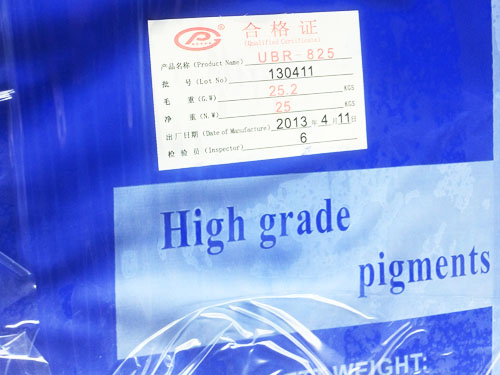 合格证
(Qualified Certificate)
产品名称(Product Name) UBR-825
批 号(Lot No) 130411
毛 重(G.W) 25.2 KGS
净 重(N.W) 25 KGS
出厂日期(Date of Manufacture) 2013 年 4 月 11 日
检验员(inspector) 6
High grade
pigments
WEIGHT: